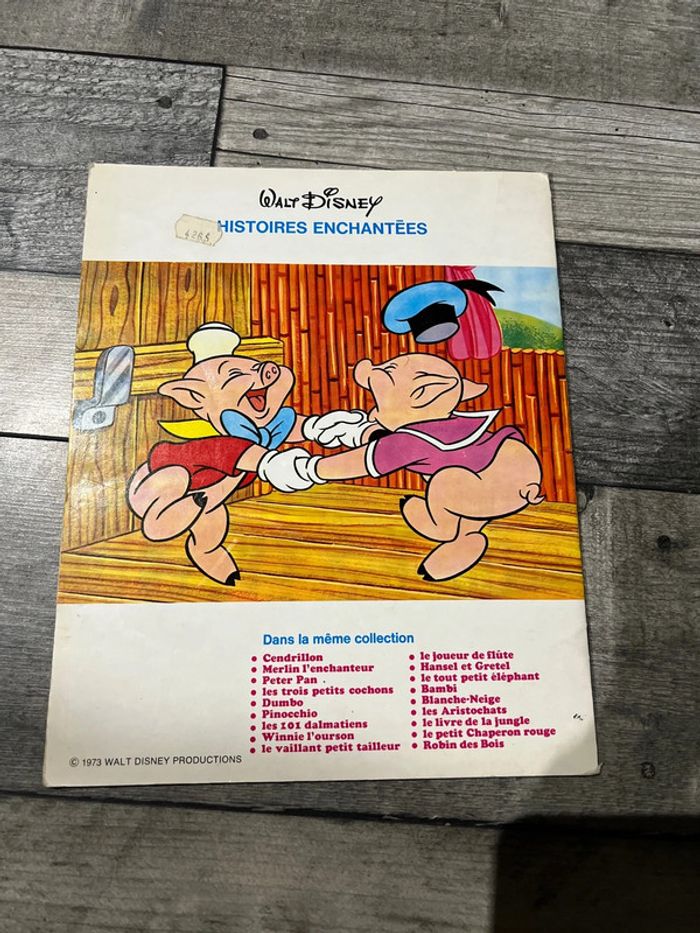 WALT DISNEY
HISTOIRES ENCHANTĒES
Dans la même collection
• Cendrillon
• Merlin l'enchanteur
• Peter Pan
• les trois petits cochons
• Dumbo
• Pinocchio
• les 101 dalmatiens
• Winnie l'ourson
• le vaillant petit tailleur
• le joueur de flûte
• Hansel et Gretel
• le tout petit éléphant
• Bambi
• Blanche-Neige
• les Aristochats
• le livre de la jungle
• le petit Chaperon rouge
• Robin des Bois
© 1973 WALT DISNEY PRODUCTIONS